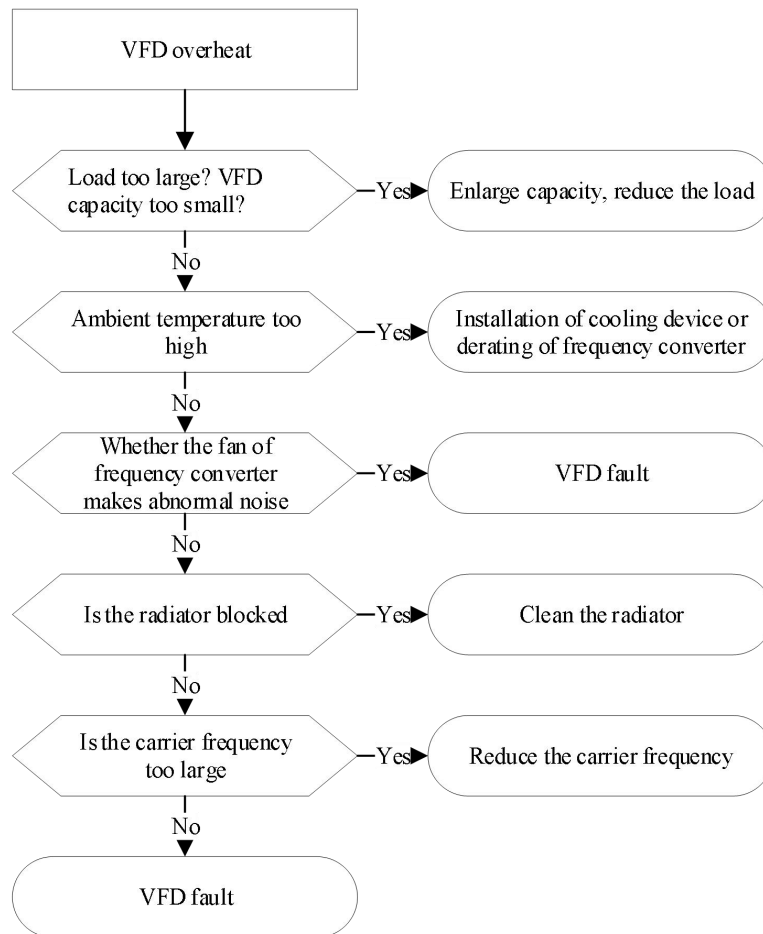 VFD overheat
Load too large? VFD
capacity too small?
Yes
Enlarge capacity, reduce the load
No
Ambient temperature too
high
Yes
Installation of cooling device or
derating of frequency converter
No
Whether the fan of
frequency converter
makes abnormal noise
Yes
VFD fault
No
Is the radiator blocked
Yes
Clean the radiator
No
Is the carrier frequency
too large
Yes
Reduce the carrier frequency
No
VFD fault